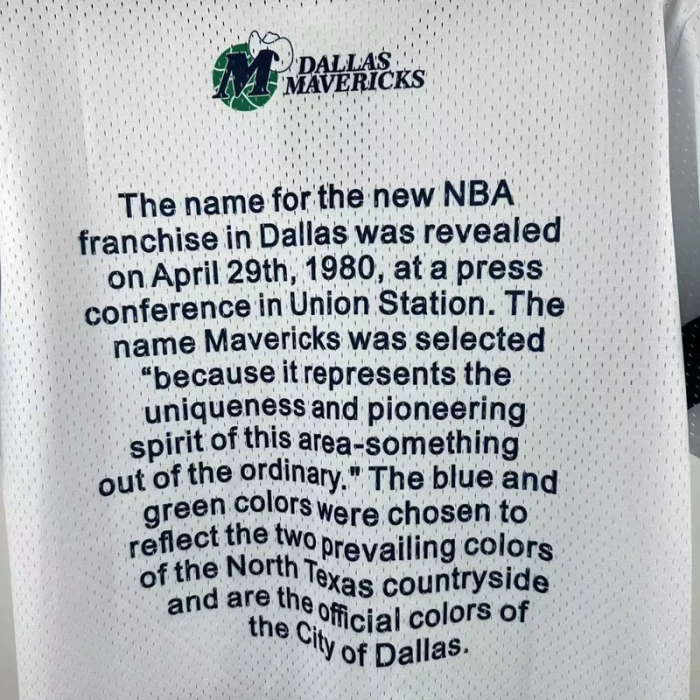 M DALLAS
MAVERICKS
The name for the new NBA
franchise in Dallas was revealed
on April 29th, 1980, at a press
conference in Union Station. The
name Mavericks was selected
“because it represents the
uniqueness and pioneering
spirit of this area-something
out of the ordinary." The blue and
green colors were chosen to
reflect the two prevailing colors
of the North Texas countryside
and are the official colors of
the City of Dallas.